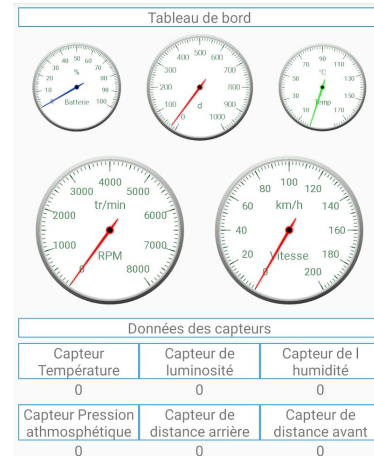 Tableau de bord
0 10 20 30 40 50 60 70 80 90 100
%
Batterie
0 100 200 300 400 500 600 700 800 900 1000
d
10 30 50 70 90 110 130 150 170
°C
Temp
0 1000 2000 3000 4000 5000 6000 7000 8000
tr/min
RPM
0 20 40 60 80 100 120 140 160 180 200
km/h
Vitesse
Données des capteurs
Capteur Température
Capteur de luminosité
Capteur de l humidité
0 0 0
Capteur Pression athmosphétique
Capteur de distance arrière
Capteur de distance avant
0 0 0